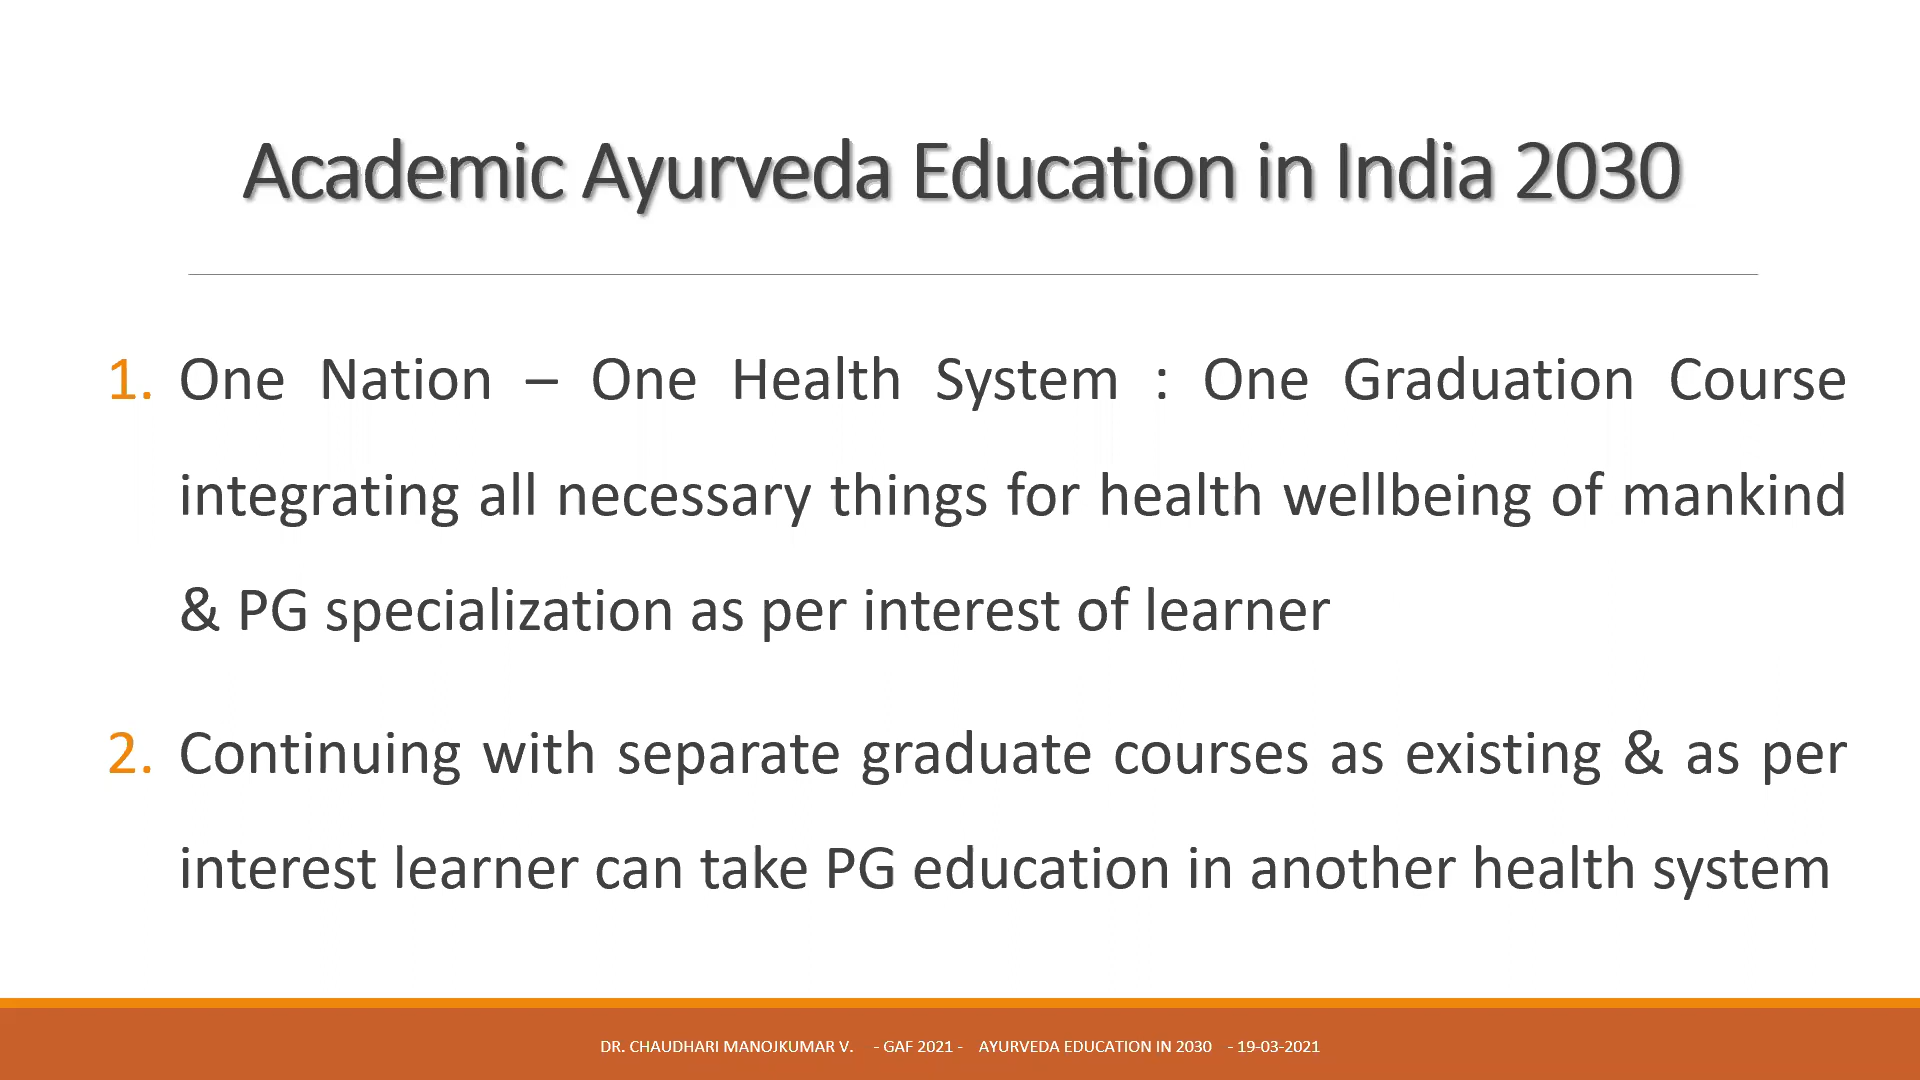 Academic Ayurveda Education in India 2030
1. One Nation – One Health System : One Graduation Course
integrating all necessary things for health wellbeing of mankind
& PG specialization as per interest of learner
2. Continuing with separate graduate courses as existing & as per
interest learner can take PG education in another health system
DR. CHAUDHARI MANOJKUMAR V. - GAF 2021 - AYURVEDA EDUCATION IN 2030 - 19-03-2021